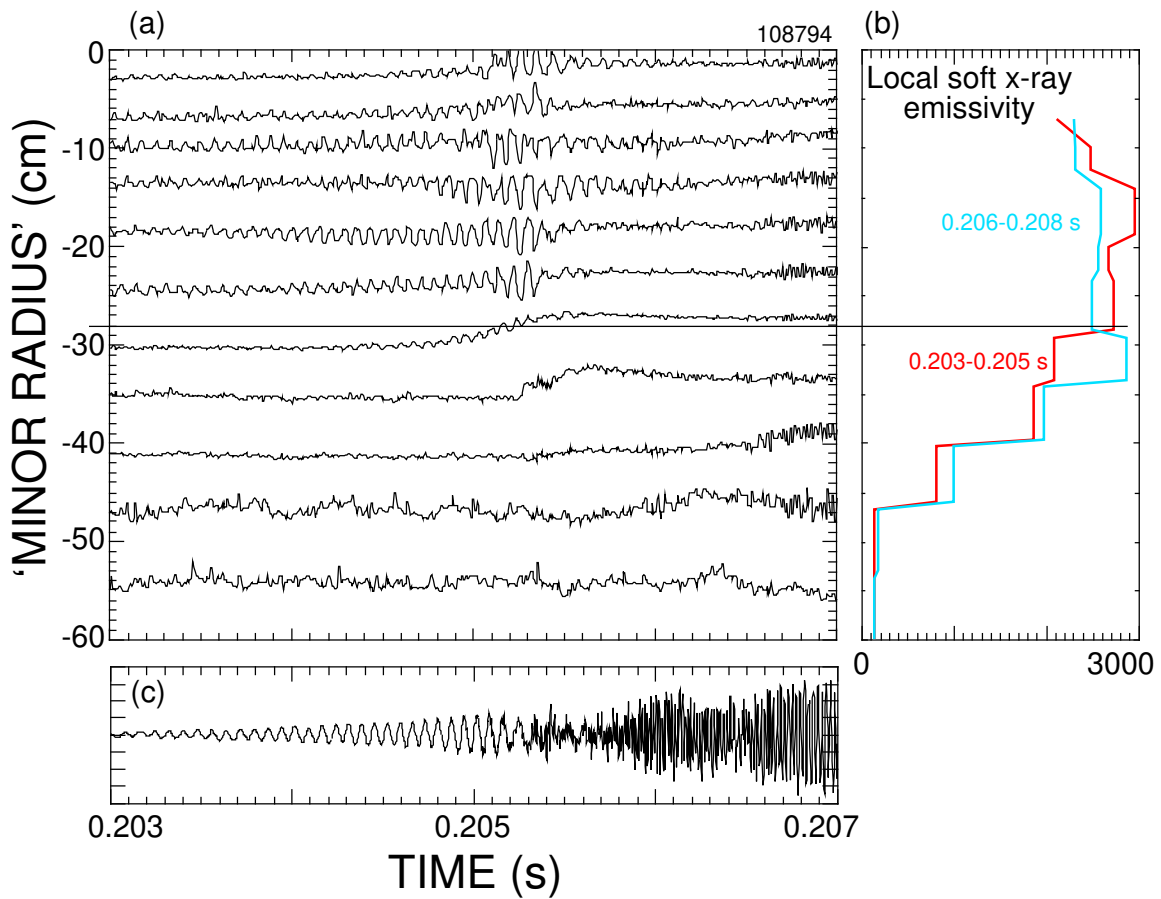 (a)
108794
(b)
0
-10
-20
-30
-40
-50
-60
‘MINOR RADIUS’ (cm)
Local soft x-ray
emissivity
0.206-0.208 s
0.203-0.205 s
0
3000
(c)
0.203
0.205
0.207
TIME (s)